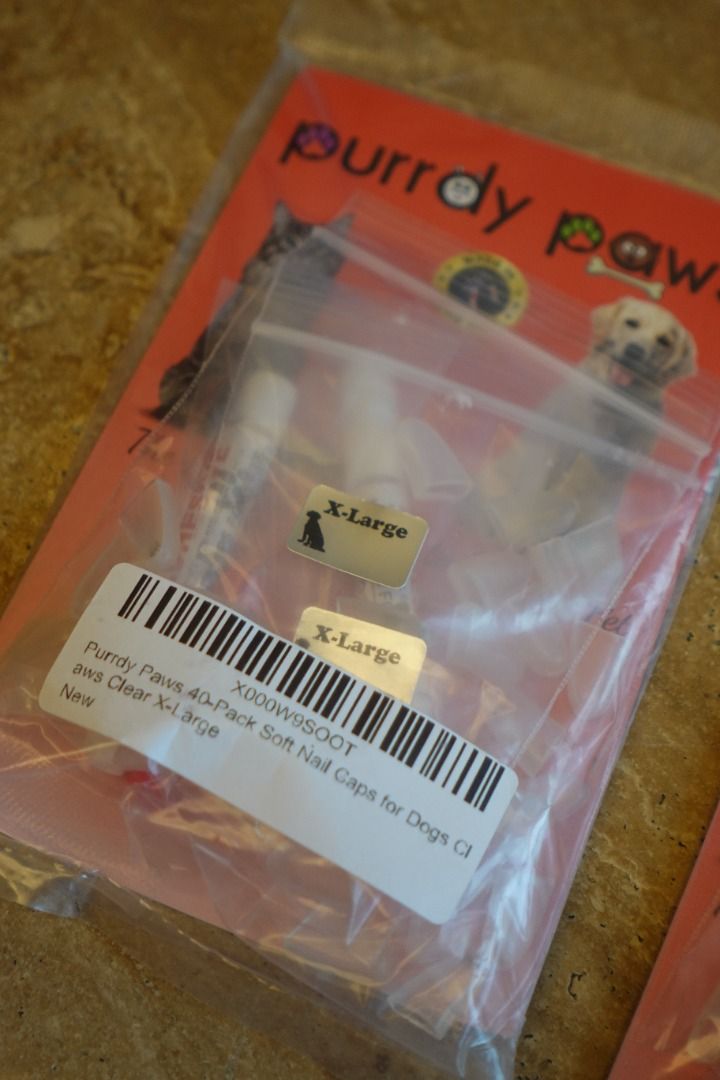 purrdy paws
X-Large
X-Large
X000W9SOOT
Purrdy Paws 40-Pack Soft Nail Caps for Dogs Cl
aws Clear X-Large
New